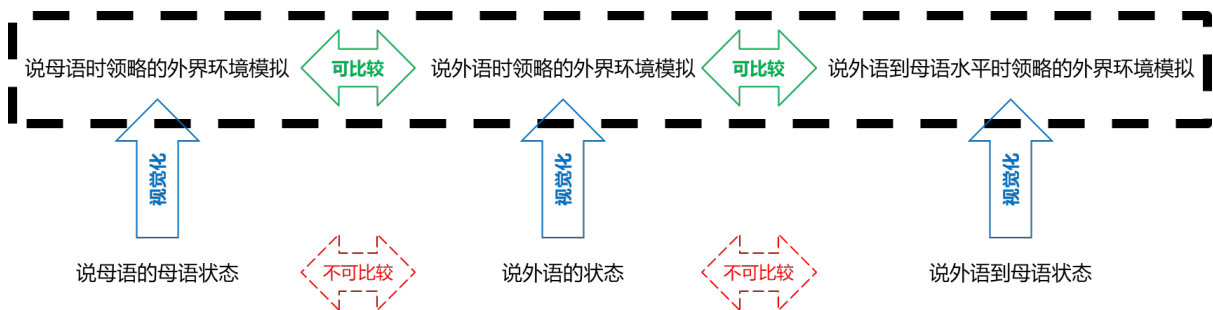 说母语时领略的外界环境模拟
可比较
说外语时领略的外界环境模拟
可比较
说外语到母语水平时领略的外界环境模拟
视觉化
视觉化
视觉化
说母语的母语状态
不可比较
说外语的状态
不可比较
说外语到母语状态